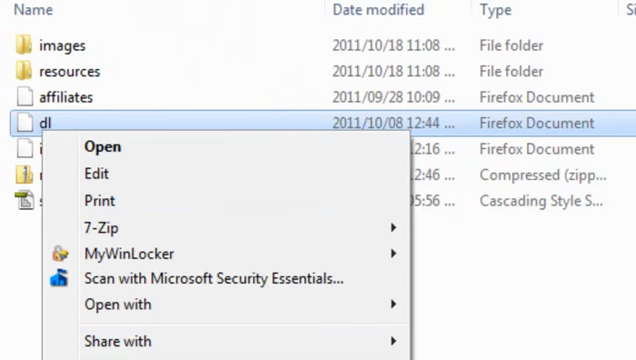 Name Date modified Type
images 2011/10/18 11:08 ... File folder
resources 2011/10/18 11:08 ... File folder
affiliates 2011/09/28 10:09 ... Firefox Document
dl 2011/10/08 12:44 ... Firefox Document
12:16 ... Firefox Document
12:46 ... Compressed (zipp...
05:56 ... Cascading Style S...
Open
Edit
Print
7-Zip
MyWinLocker
Scan with Microsoft Security Essentials...
Open with
Share with